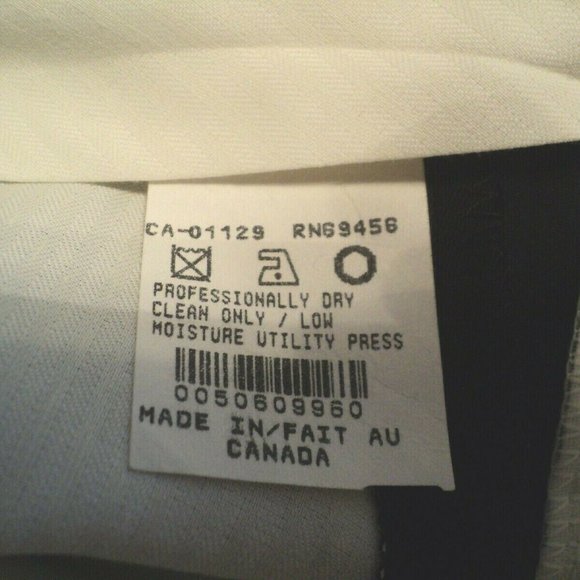 CA-01129 RN69456
PROFESSIONALLY DRY
CLEAN ONLY / LOW
MOISTURE UTILITY PRESS
0050609960
MADE IN/FAIT AU
CANADA